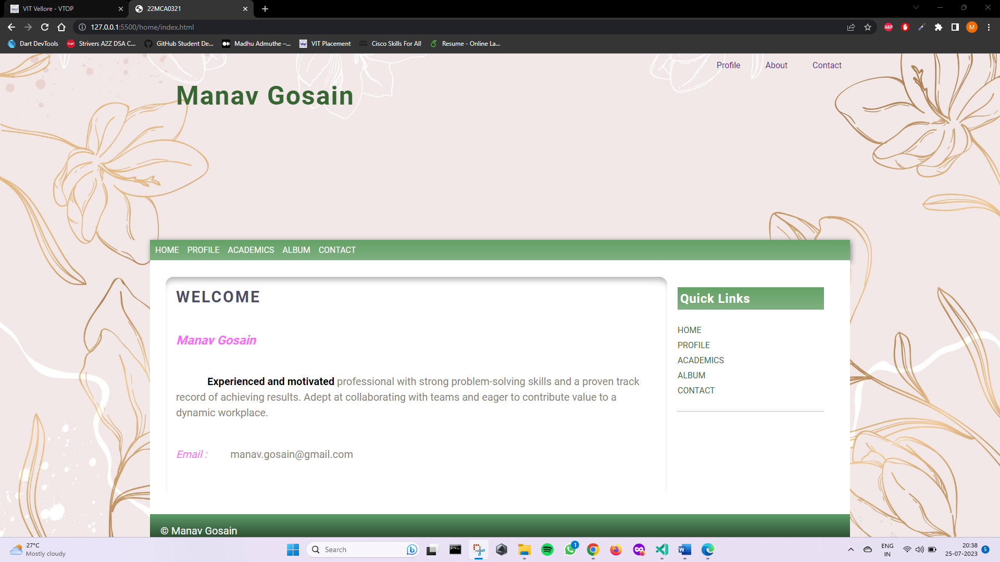 VIT Vellore - VTOP
22MCA0321
127.0.0.1:5500/home/index.html
ABP
M
Dart DevTools
Strivers A2Z DSA C...
GitHub Student De...
Madhu Admuthe –...
VIT Placement
Cisco Skills For All
Resume - Online La...
Profile About Contact
Manav Gosain
HOME PROFILE ACADEMICS ALBUM CONTACT
WELCOME
Manav Gosain
Experienced and motivated professional with strong problem-solving skills and a proven track
record of achieving results. Adept at collaborating with teams and eager to contribute value to a
dynamic workplace.
Email : manav.gosain@gmail.com
Quick Links
HOME
PROFILE
ACADEMICS
ALBUM
CONTACT
© Manav Gosain
27°C
Mostly cloudy
Search
1
ENG
IN
20:38
25-07-2023
5